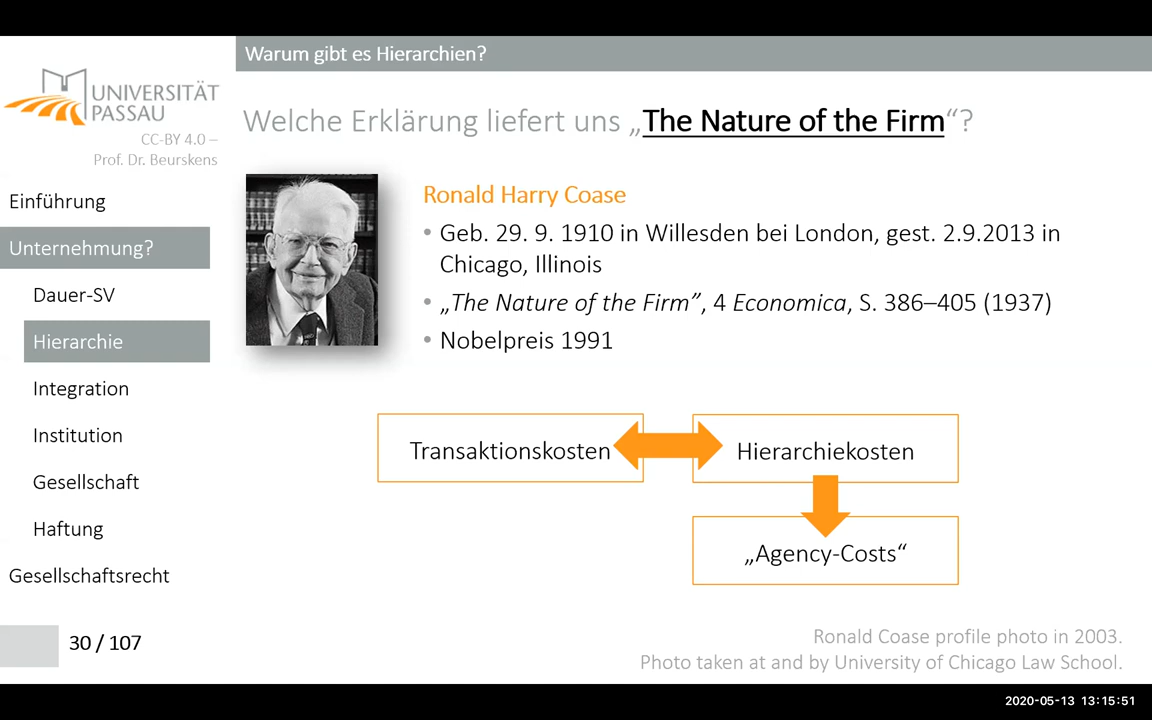 Warum gibt es Hierarchien?
UNIVERSITÄT
PASSAU
CC-BY 4.0 –
Prof. Dr. Beurskens
Welche Erklärung liefert uns „The Nature of the Firm“?
Einführung
Unternehmung?
Dauer-SV
Hierarchie
Integration
Institution
Gesellschaft
Haftung
Gesellschaftsrecht
30 / 107
Ronald Harry Coase
• Geb. 29. 9. 1910 in Willesden bei London, gest. 2.9.2013 in
Chicago, Illinois
• „The Nature of the Firm”, 4 Economica, S. 386–405 (1937)
• Nobelpreis 1991
Transaktionskosten
Hierarchiekosten
„Agency-Costs“
Ronald Coase profile photo in 2003.
Photo taken at and by University of Chicago Law School.
2020-05-13 13:15:51